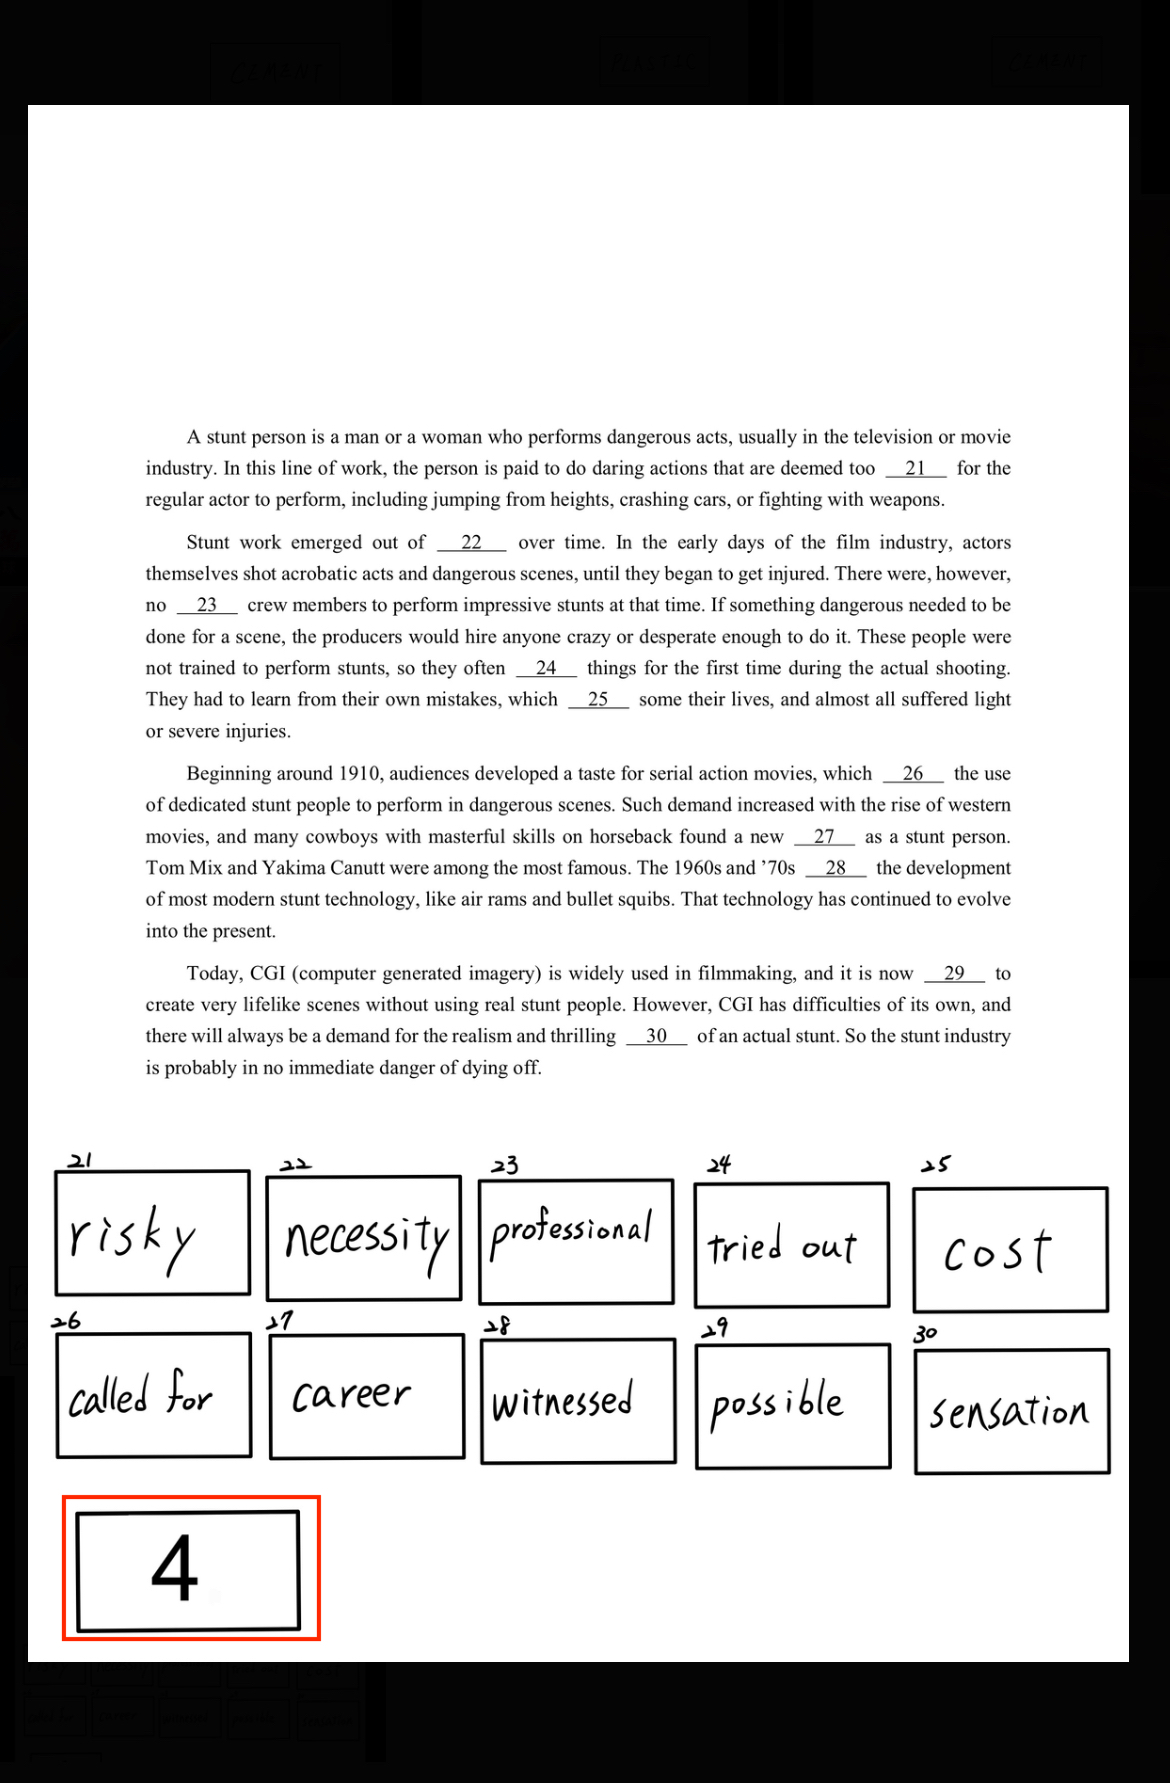 CEMENT
PLASTIC
CEMENT
A stunt person is a man or a woman who performs dangerous acts, usually in the television or movie
industry. In this line of work, the person is paid to do daring actions that are deemed too 21 for the
regular actor to perform, including jumping from heights, crashing cars, or fighting with weapons.
Stunt work emerged out of 22 over time. In the early days of the film industry, actors
themselves shot acrobatic acts and dangerous scenes, until they began to get injured. There were, however,
no 23 crew members to perform impressive stunts at that time. If something dangerous needed to be
done for a scene, the producers would hire anyone crazy or desperate enough to do it. These people were
not trained to perform stunts, so they often 24 things for the first time during the actual shooting.
They had to learn from their own mistakes, which 25 some their lives, and almost all suffered light
or severe injuries.
Beginning around 1910, audiences developed a taste for serial action movies, which 26 the use
of dedicated stunt people to perform in dangerous scenes. Such demand increased with the rise of western
movies, and many cowboys with masterful skills on horseback found a new 27 as a stunt person.
Tom Mix and Yakima Canutt were among the most famous. The 1960s and ’70s 28 the development
of most modern stunt technology, like air rams and bullet squibs. That technology has continued to evolve
into the present.
Today, CGI (computer generated imagery) is widely used in filmmaking, and it is now 29 to
create very lifelike scenes without using real stunt people. However, CGI has difficulties of its own, and
there will always be a demand for the realism and thrilling 30 of an actual stunt. So the stunt industry
is probably in no immediate danger of dying off.
21 22 23 24 25
risky necessity professional tried out cost
26 27 28 29 30
called for career witnessed possible sensation
4